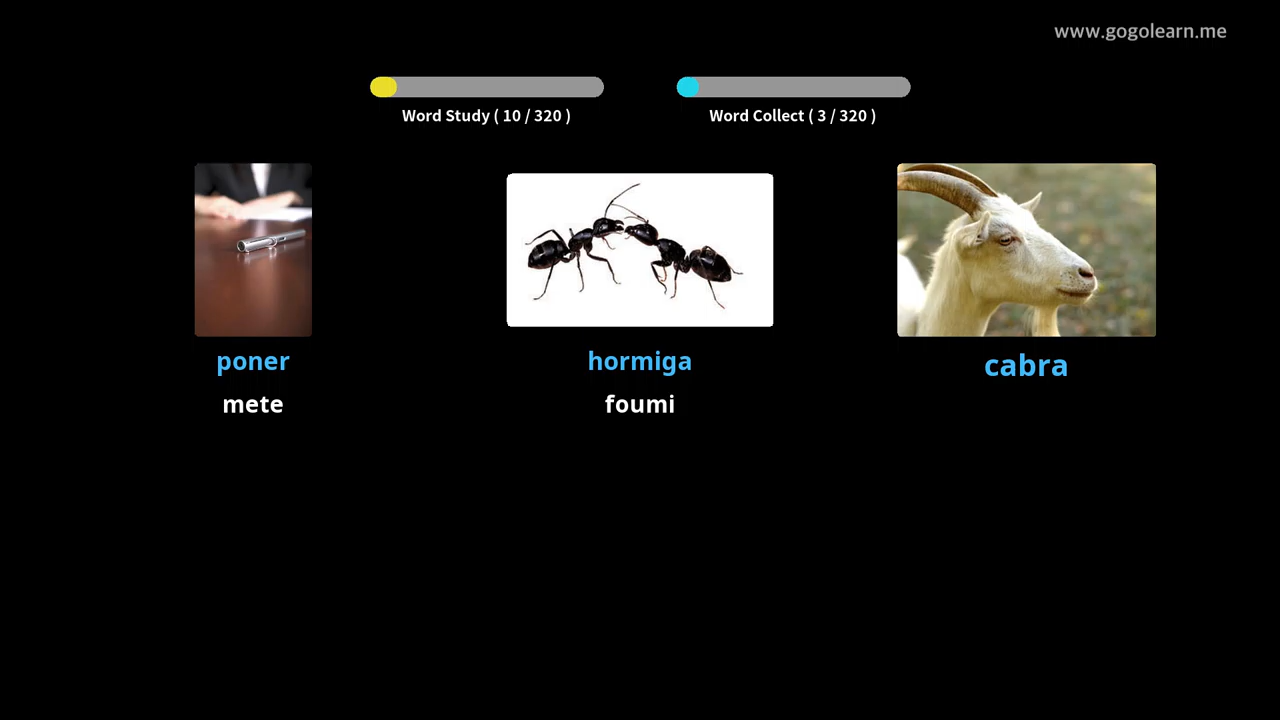 www.gogolearn.me
Word Study ( 10 / 320 )
Word Collect ( 3 / 320 )
poner
hormiga
cabra
mete
foumi